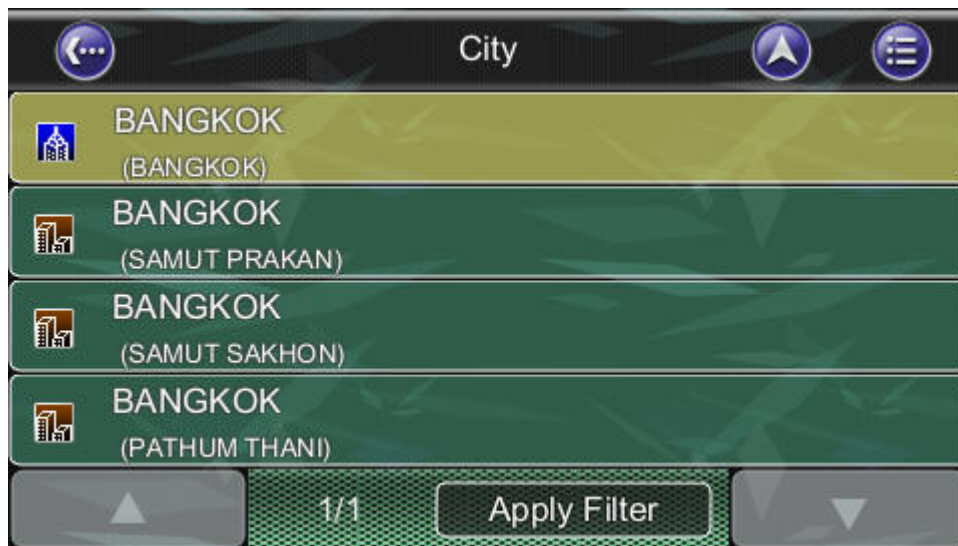 City
BANGKOK
(BANGKOK)
BANGKOK
(SAMUT PRAKAN)
BANGKOK
(SAMUT SAKHON)
BANGKOK
(PATHUM THANI)
1/1 Apply Filter